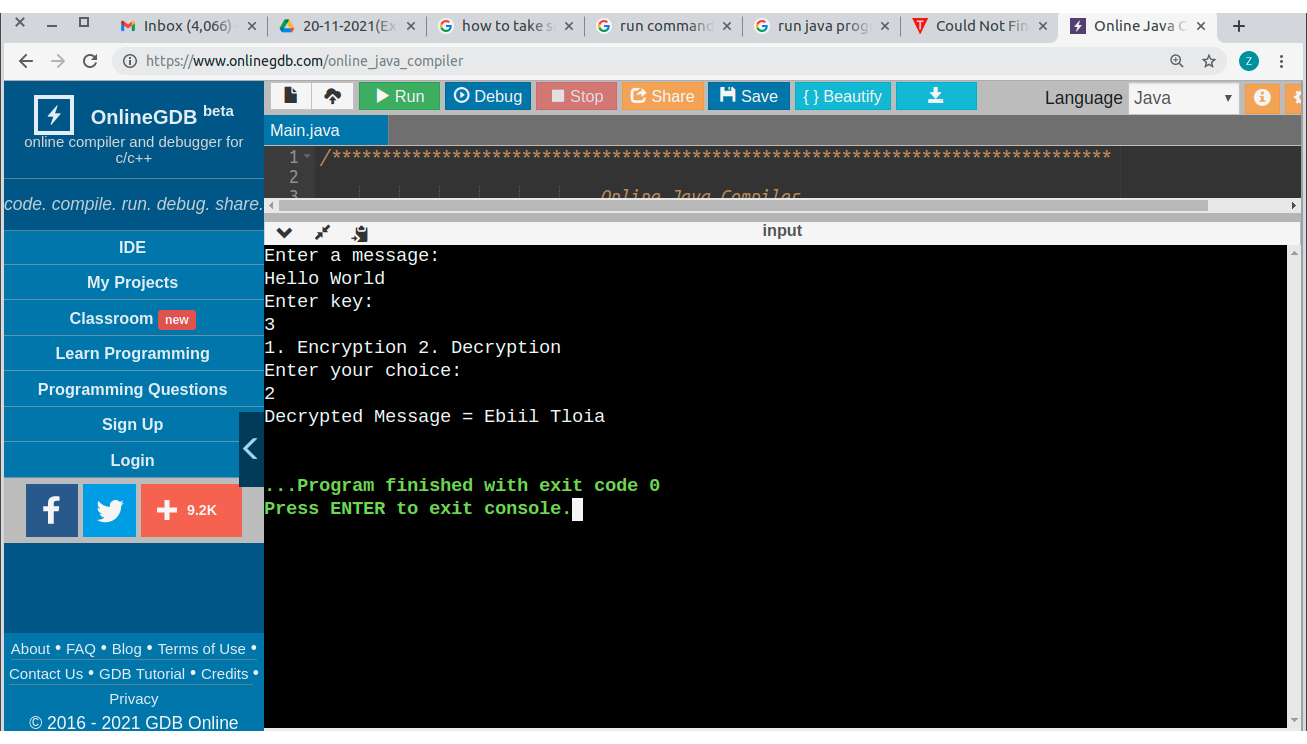 Inbox (4,066) 20-11-2021(Ex how to take s run command run java prog Could Not Fin Online Java C
https://www.onlinegdb.com/online_java_compiler Z
OnlineGDB beta
online compiler and debugger for
c/c++
code. compile. run. debug. share.
IDE
My Projects
Classroom new
Learn Programming
Programming Questions
Sign Up
Login
9.2K
About • FAQ • Blog • Terms of Use •
Contact Us • GDB Tutorial • Credits •
Privacy
© 2016 - 2021 GDB Online
Run Debug Stop Share Save { } Beautify Language Java
Main.java
1 /******************************************************************************
2
3 Online Java Compiler
input
Enter a message:
Hello World
Enter key:
3
1. Encryption 2. Decryption
Enter your choice:
2
Decrypted Message = Ebiil Tloia
...Program finished with exit code 0
Press ENTER to exit console.